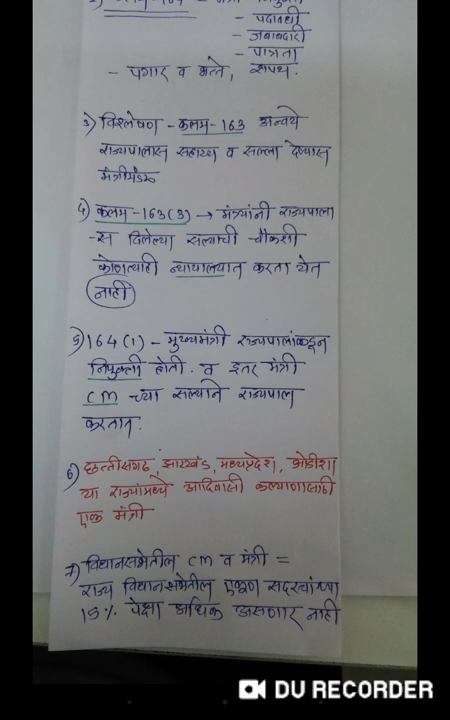 - पदावधी
- जबाबदारी
- पात्रता
- पगार व भत्ते, शपथ.
३) विश्लेषण - कलम - 163 अन्वये
राज्यपालास सहाय्य व सल्ला देण्यास
मंत्रीमंडळ
४) कलम - 163(3) → मंत्र्यांनी राज्यपाला
-स दिलेल्या सल्याची चौकशी
कोणत्याही न्यायालयात करता येत
नाही
५) 164(1) - मुख्यमंत्री राज्यपालांकडून
नियुक्ती होती. व इतर मंत्री
CM च्या सल्याने राज्यपाल
करतात.
6) छत्तीसगढ, झारखंड, मध्यप्रदेश, ओडीशा
या राज्यांमध्ये आदिवासी कल्याणासाठी
एक मंत्री
7) विधानसभेतील CM व मंत्री =
राज्य विधानसभेतील एकूण सदस्यांच्या
15% पेक्षा अधिक असणार नाही
DU RECORDER